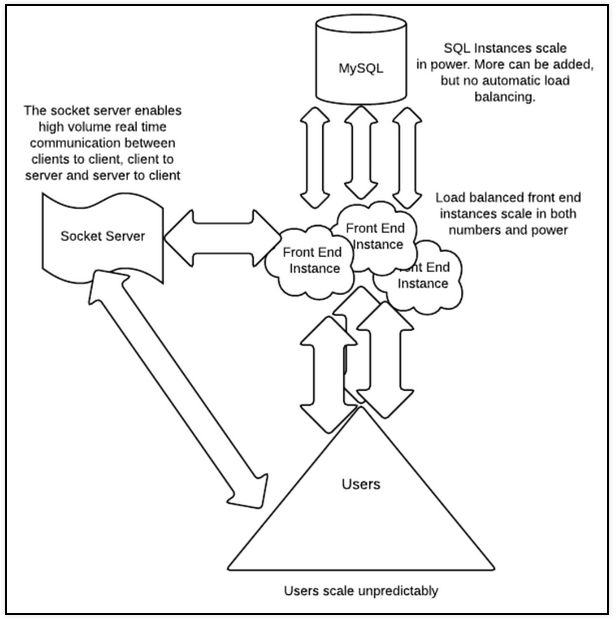 MySQL
SQL Instances scale
in power. More can be added,
but no automatic load
balancing.
The socket server enables
high volume real time
communication between
clients to client, client to
server and server to client
Load balanced front end
instances scale in both
numbers and power
Socket Server
Front End
Instance
Front End
Instance
End
Instance
Users
Users scale unpredictably